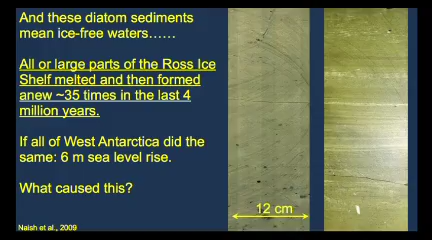 And these diatom sediments
mean ice-free waters……
All or large parts of the Ross Ice
Shelf melted and then formed
anew ~35 times in the last 4
million years.
If all of West Antarctica did the
same: 6 m sea level rise.
What caused this?
12 cm
Naish et al., 2009